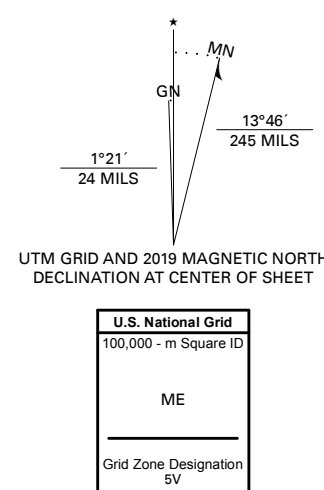 ★
MN
GN
13°46´
245 MILS
1°21´
24 MILS
UTM GRID AND 2019 MAGNETIC NORTH
DECLINATION AT CENTER OF SHEET
U.S. National Grid
100,000 - m Square ID
ME
Grid Zone Designation
5V